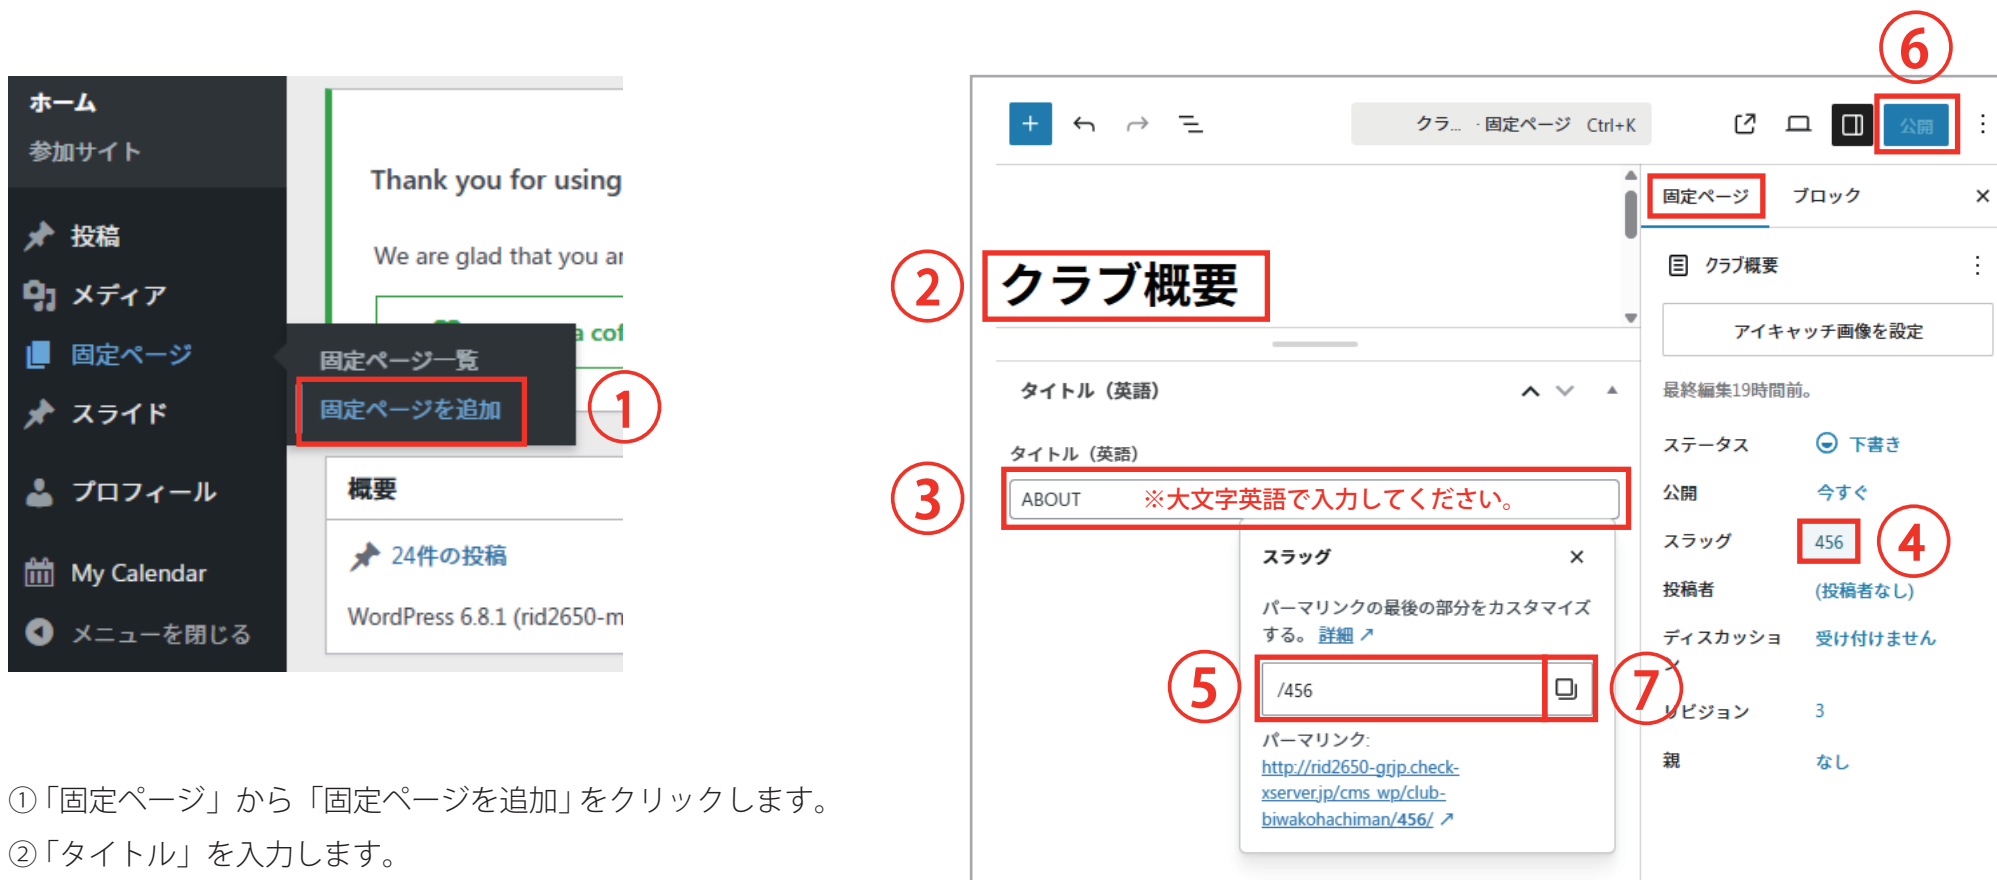 ホーム
参加サイト
投稿
メディア
固定ページ
スライド
プロフィール
My Calendar
メニューを閉じる
Thank you for using
We are glad that you ar
a cof
固定ページ一覧
固定ページを追加
①
概要
24件の投稿
WordPress 6.8.1 (rid2650-m
①「固定ページ」から「固定ページを追加」をクリックします。
②「タイトル」を入力します。
⑥
クラ... · 固定ページ Ctrl+K
公開
②
クラブ概要
タイトル（英語）
タイトル（英語）
③
ABOUT ※大文字英語で入力してください。
スラッグ
パーマリンクの最後の部分をカスタマイズ
する。 詳細 ↗
⑤
/456
⑦
パーマリンク:
http://rid2650-grjp.check-
xserver.jp/cms_wp/club-
biwakohachiman/456/ ↗
固定ページ ブロック
クラブ概要
アイキャッチ画像を設定
最終編集19時間前。
ステータス 下書き
公開 今すぐ
スラッグ 456 ④
投稿者 (投稿者なし)
ディスカッショ 受け付けません
ン
リビジョン 3
親 なし